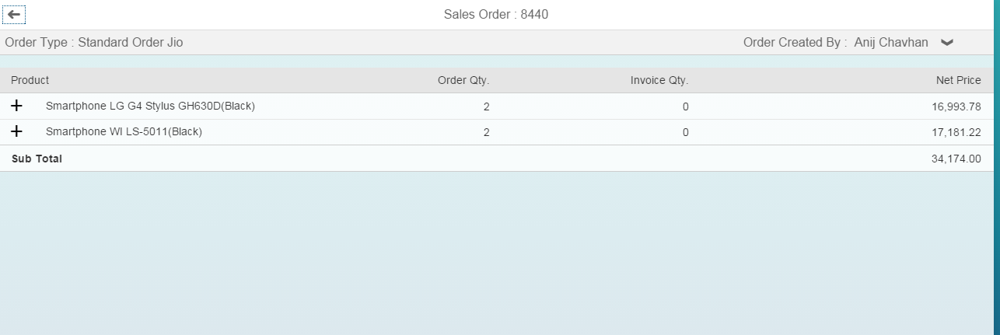 Sales Order : 8440
Order Type : Standard Order Jio Order Created By : Anij Chavhan
Product Order Qty. Invoice Qty. Net Price
Smartphone LG G4 Stylus GH630D(Black) 2 0 16,993.78
Smartphone WI LS-5011(Black) 2 0 17,181.22
Sub Total 34,174.00